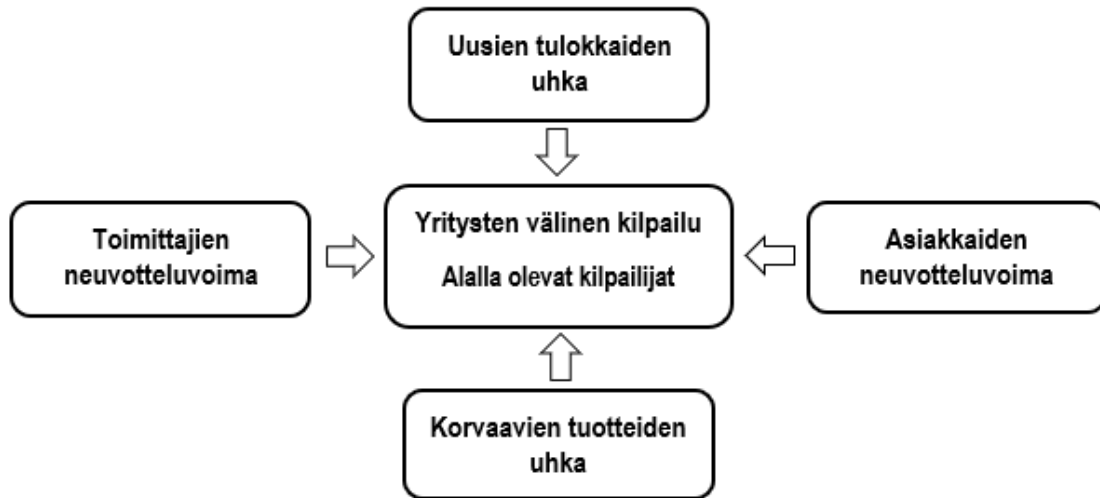 Uusien tulokkaiden
uhka
Toimittajien
neuvotteluvoima
Yritysten välinen kilpailu
Alalla olevat kilpailijat
Asiakkaiden
neuvotteluvoima
Korvaavien tuotteiden
uhka